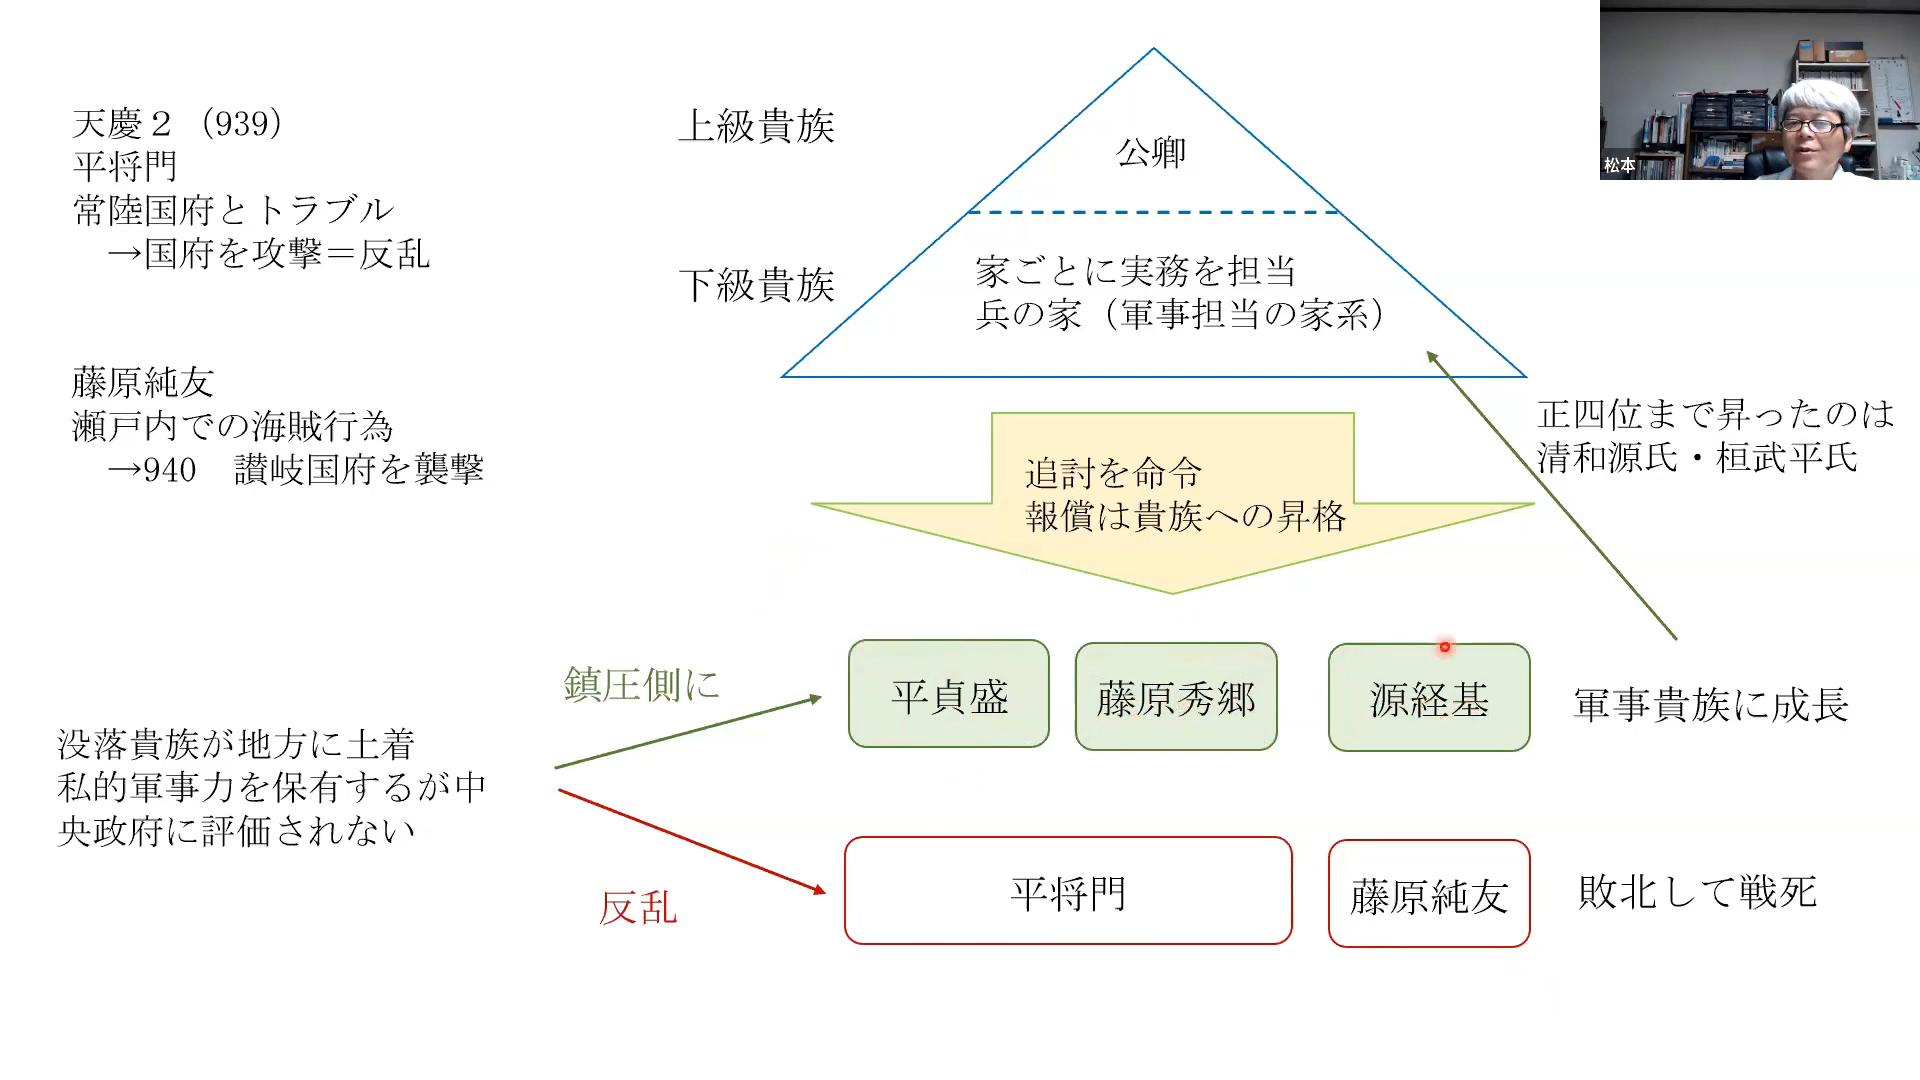 天慶２（939）
平将門
常陸国府とトラブル
→国府を攻撃＝反乱
藤原純友
瀬戸内での海賊行為
→940　讃岐国府を襲撃
上級貴族
公卿
下級貴族
家ごとに実務を担当
兵の家（軍事担当の家系）
松本
正四位まで昇ったのは
清和源氏・桓武平氏
追討を命令
報償は貴族への昇格
鎮圧側に
平貞盛
藤原秀郷
源経基
軍事貴族に成長
没落貴族が地方に土着
私的軍事力を保有するが中
央政府に評価されない
反乱
平将門
藤原純友
敗北して戦死